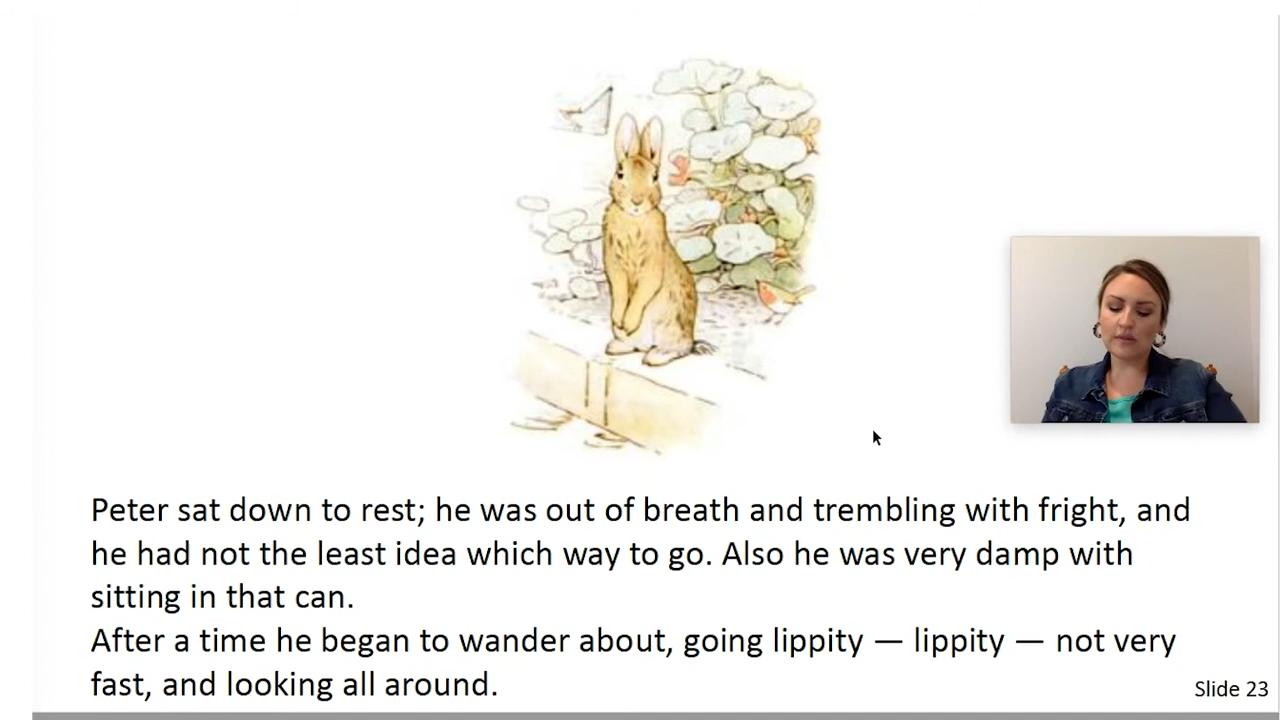 Peter sat down to rest; he was out of breath and trembling with fright, and
he had not the least idea which way to go. Also he was very damp with
sitting in that can.
After a time he began to wander about, going lippity — lippity — not very
fast, and looking all around.
Slide 23